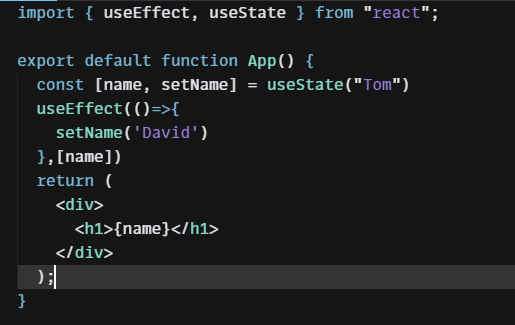 import { useEffect, useState } from "react";
export default function App() {
const [name, setName] = useState("Tom")
useEffect(()=>{
setName('David')
},[name])
return (
<div>
<h1>{name}</h1>
</div>
);
}